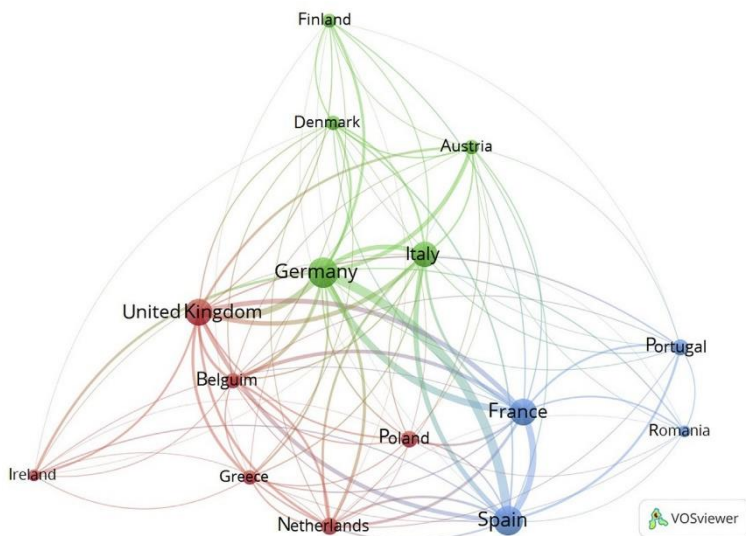 Finland
Denmark
Austria
Italy
Germany
United Kingdom
Portugal
Belguim
France
Romania
Poland
Ireland
Greece
Spain
Netherlands
VOSviewer